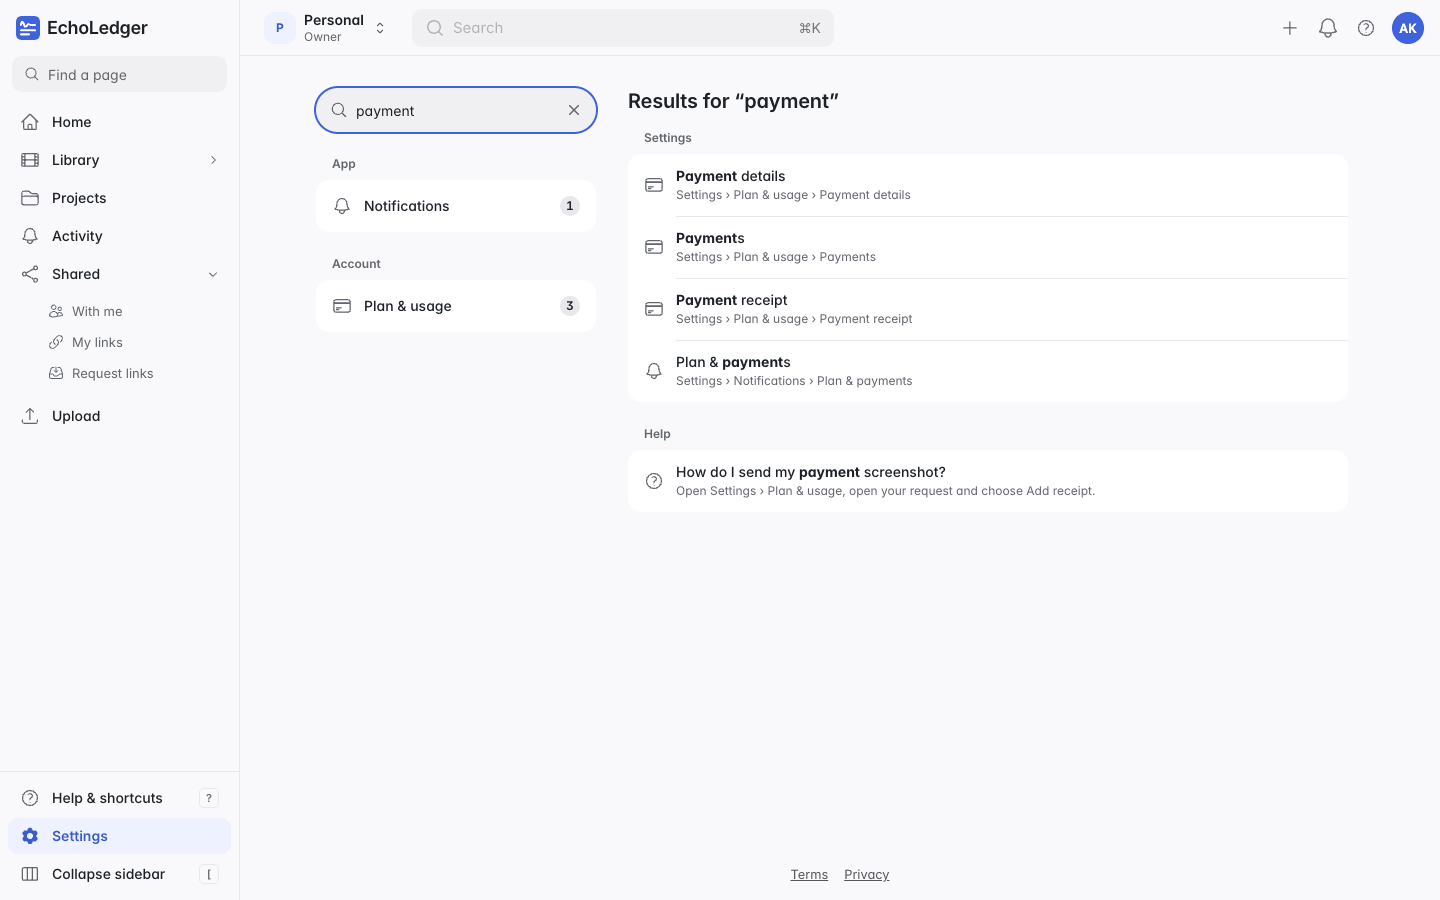 EchoLedger
Find a page
Home
Library
Projects
Activity
Shared
With me
My links
Request links
Upload
Help & shortcuts ?
Settings
Collapse sidebar [
P
Personal
Owner
Search ⌘K
AK
payment
App
Notifications 1
Account
Plan & usage 3
Results for “payment”
Settings
Payment details
Settings › Plan & usage › Payment details
Payments
Settings › Plan & usage › Payments
Payment receipt
Settings › Plan & usage › Payment receipt
Plan & payments
Settings › Notifications › Plan & payments
Help
How do I send my payment screenshot?
Open Settings › Plan & usage, open your request and choose Add receipt.
Terms Privacy